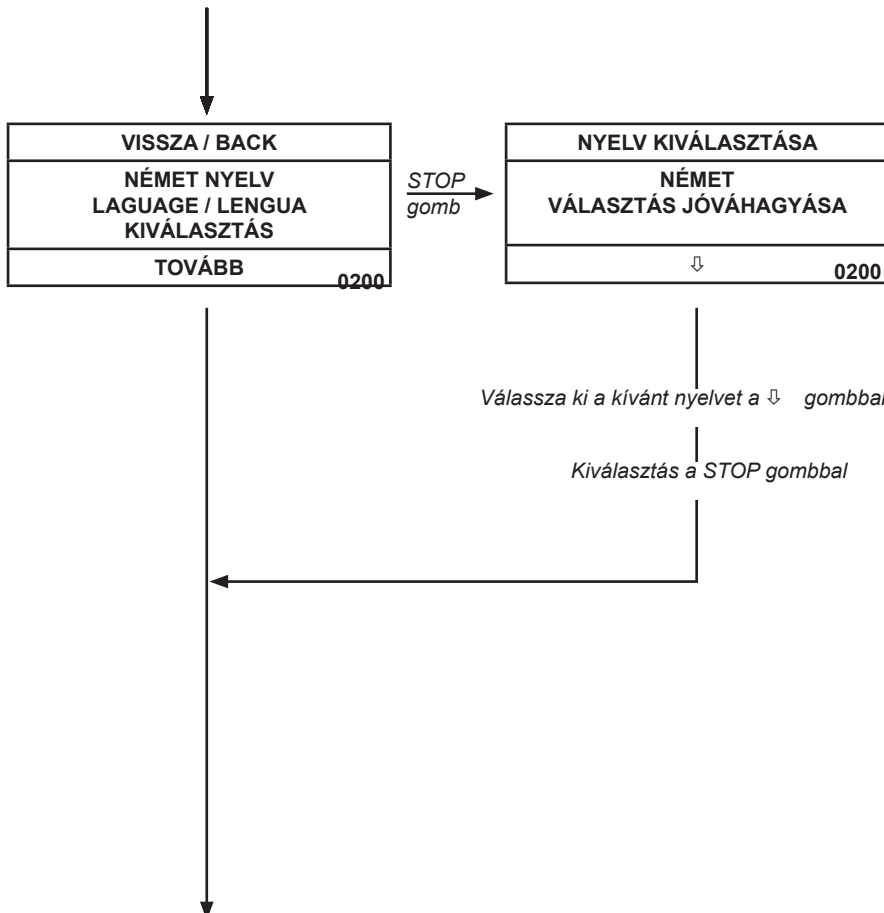 VISSZA / BACK
NÉMET NYELV
LAGUAGE / LENGUA
KIVÁLASZTÁS
TOVÁBB
0200
STOP
gomb
NYELV KIVÁLASZTÁSA
NÉMET
VÁLASZTÁS JÓVÁHAGYÁSA
⇩ 0200
Válassza ki a kívánt nyelvet a ⇩ gombbal
Kiválasztás a STOP gombbal